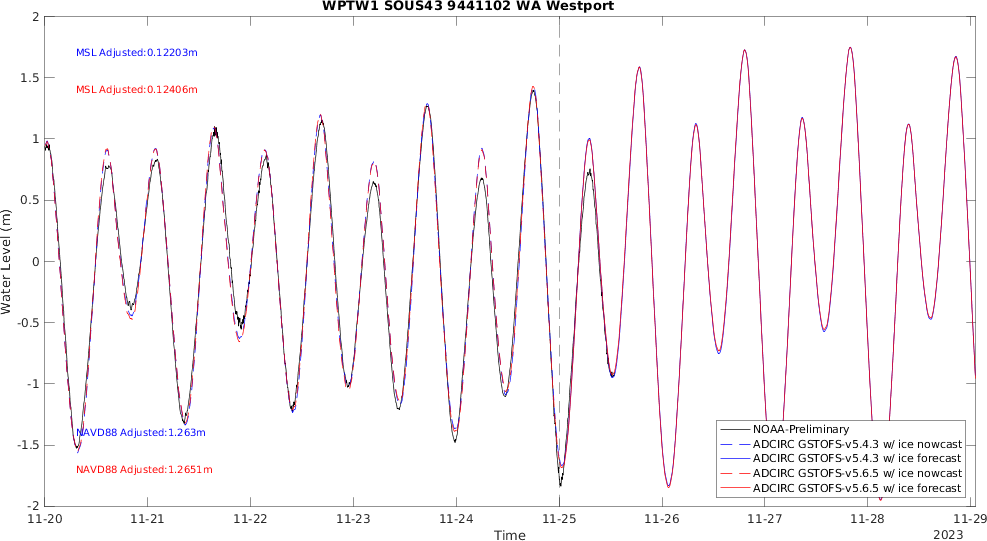 WPTW1 SOUS43 9441102 WA Westport
Water Level (m)
2
1.5
1
0.5
0
-0.5
-1
-1.5
-2
MSL Adjusted:0.12203m
MSL Adjusted:0.12406m
NAVD88 Adjusted:1.263m
NAVD88 Adjusted:1.2651m
NOAA-Preliminary
ADCIRC GSTOFS-v5.4.3 w/ ice nowcast
ADCIRC GSTOFS-v5.4.3 w/ ice forecast
ADCIRC GSTOFS-v5.6.5 w/ ice nowcast
ADCIRC GSTOFS-v5.6.5 w/ ice forecast
11-20 11-21 11-22 11-23 11-24 11-25 11-26 11-27 11-28 11-29
Time
2023